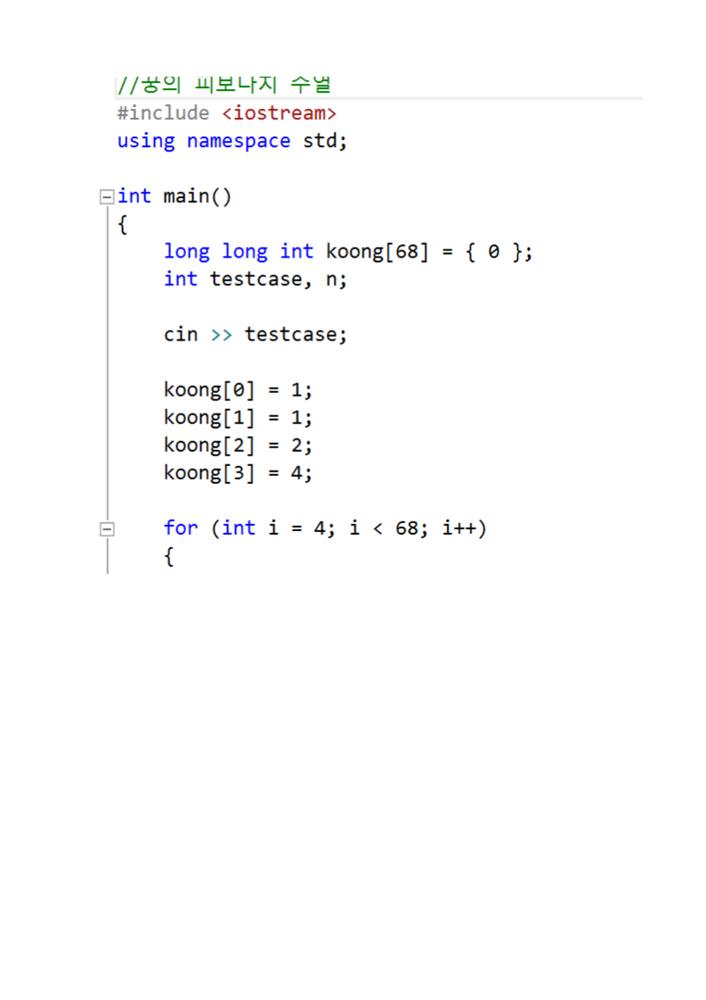 //꿍의 피보나치 수열
#include <iostream>
using namespace std;
int main()
{
long long int koong[68] = { 0 };
int testcase, n;
cin >> testcase;
koong[0] = 1;
koong[1] = 1;
koong[2] = 2;
koong[3] = 4;
for (int i = 4; i < 68; i++)
{